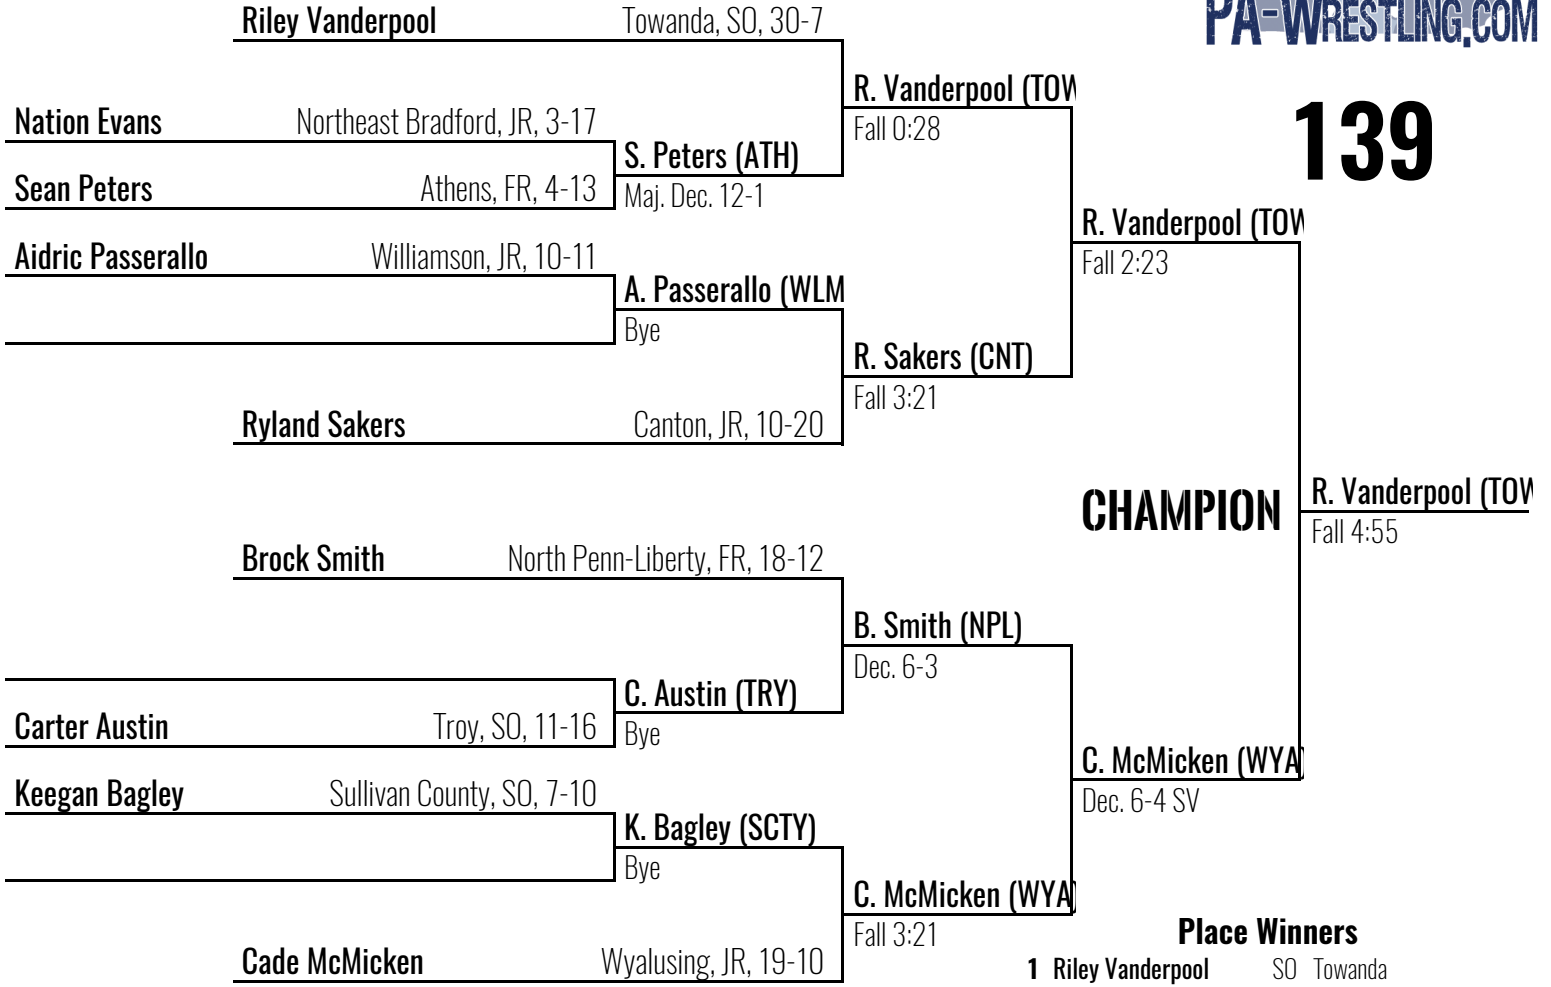 PA-WRESTLING.COM
139
Riley Vanderpool Towanda, SO, 30-7
R. Vanderpool (TOW
Fall 0:28
Nation Evans Northeast Bradford, JR, 3-17
S. Peters (ATH)
Maj. Dec. 12-1
Sean Peters Athens, FR, 4-13
R. Vanderpool (TOW
Fall 2:23
Aidric Passerallo Williamson, JR, 10-11
A. Passerallo (WLM
Bye
R. Sakers (CNT)
Fall 3:21
Ryland Sakers Canton, JR, 10-20
CHAMPION
R. Vanderpool (TOW
Fall 4:55
Brock Smith North Penn-Liberty, FR, 18-12
B. Smith (NPL)
Dec. 6-3
C. Austin (TRY)
Bye
Carter Austin Troy, SO, 11-16
C. McMicken (WYA)
Dec. 6-4 SV
Keegan Bagley Sullivan County, SO, 7-10
K. Bagley (SCTY)
Bye
C. McMicken (WYA)
Fall 3:21
Cade McMicken Wyalusing, JR, 19-10
Place Winners
1 Riley Vanderpool SO Towanda